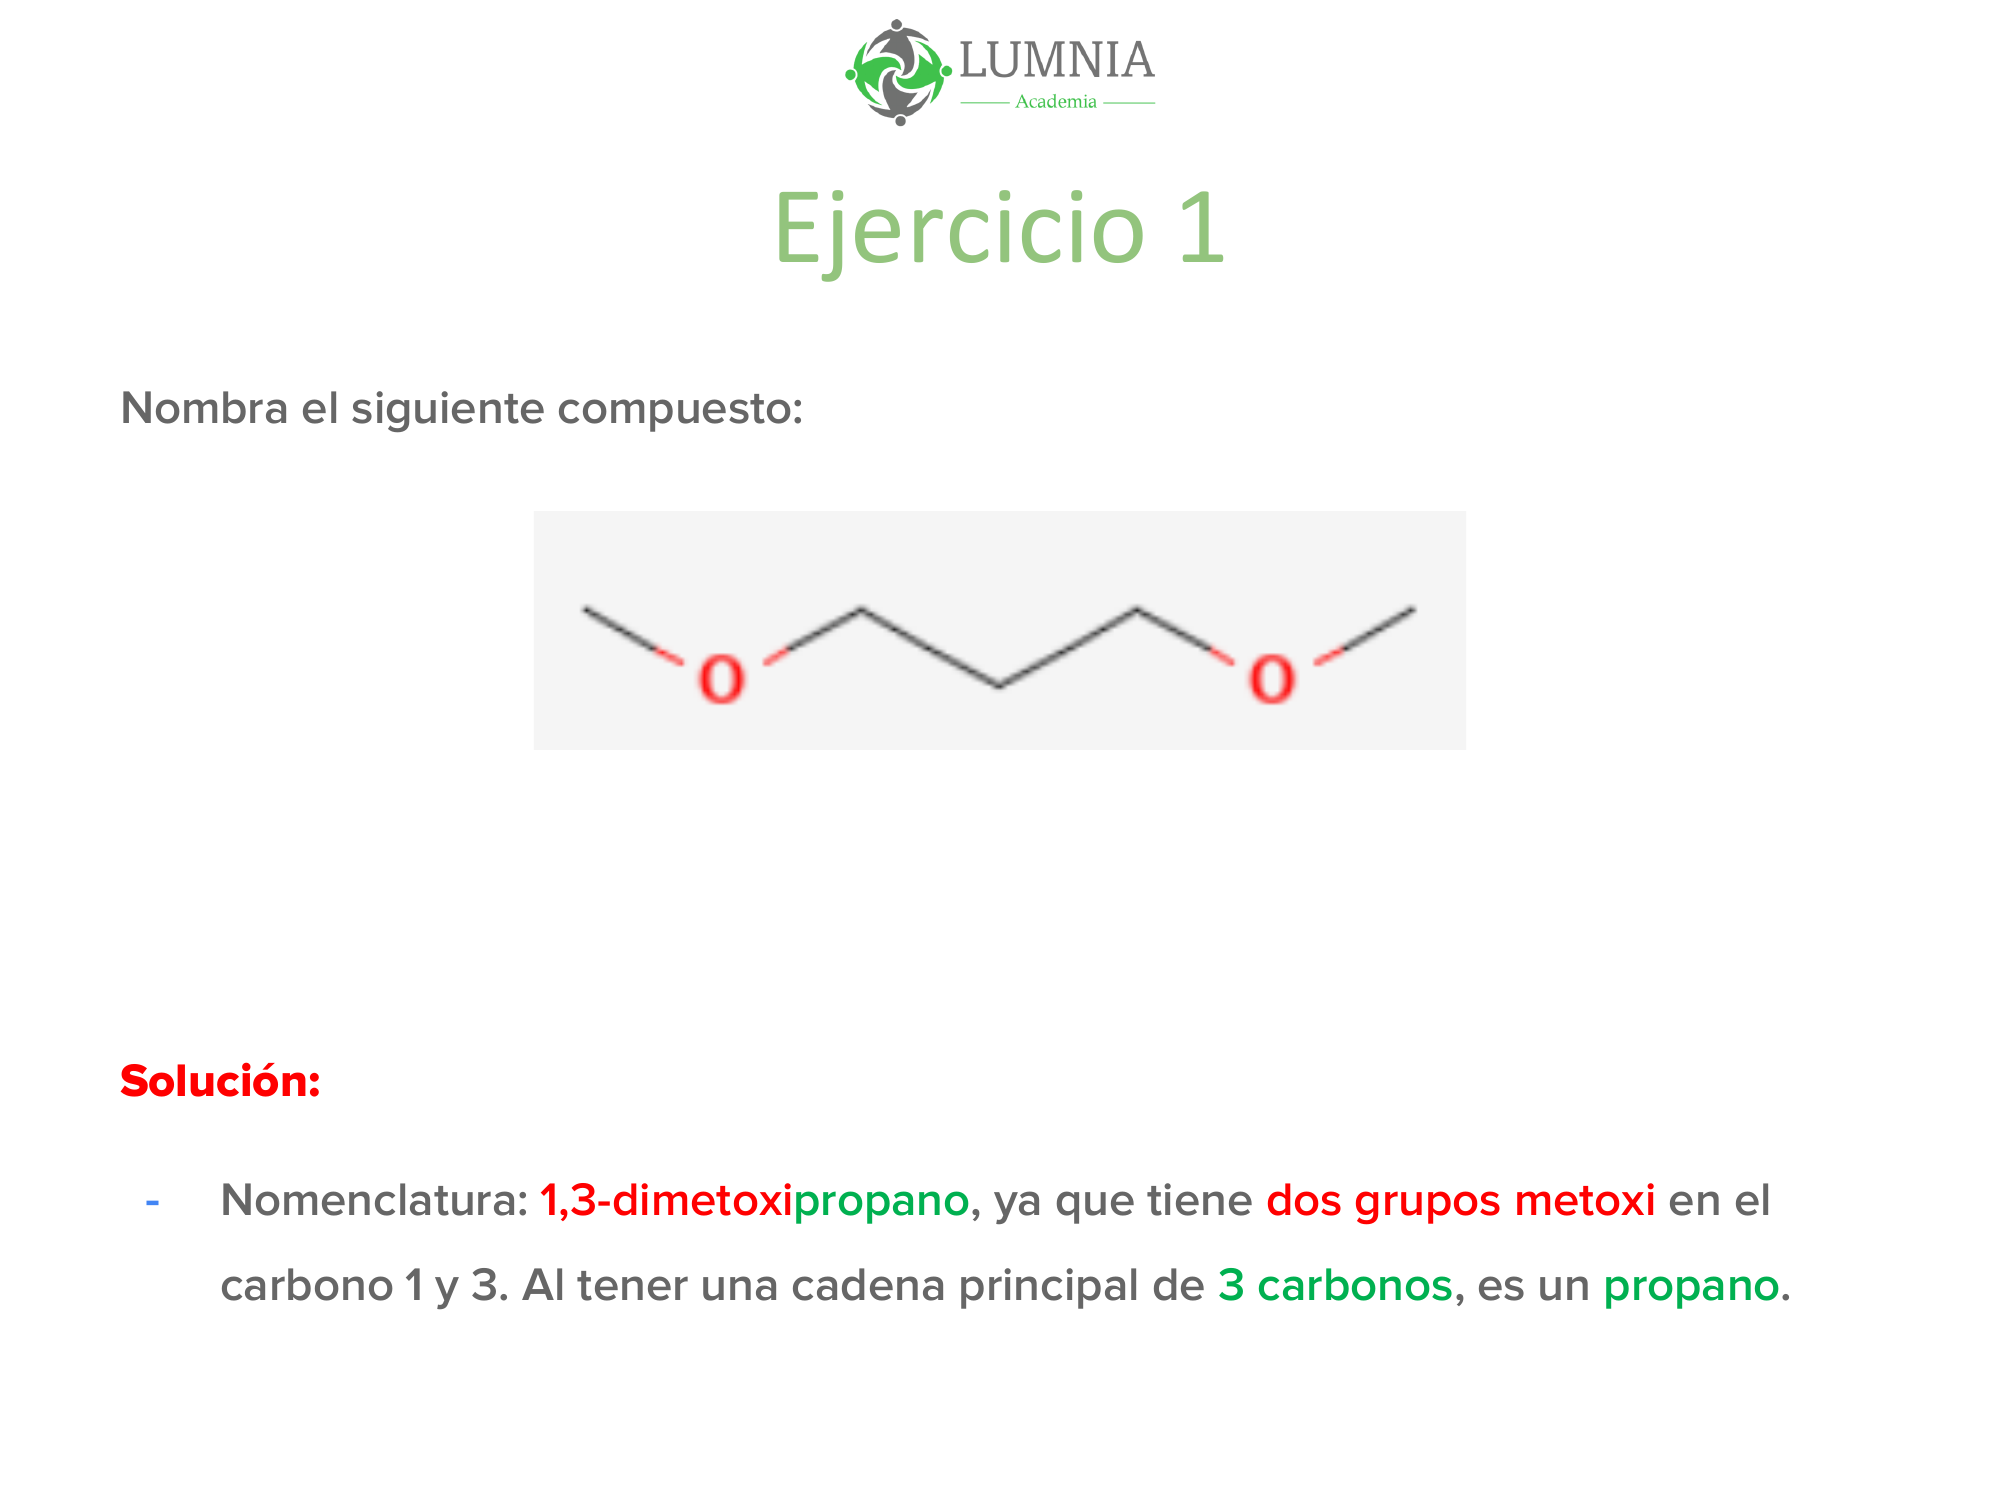 LUMNIA
Academia
Ejercicio 1
Nombra el siguiente compuesto:
O O
Solución:
- Nomenclatura: 1,3-dimetoxipropano, ya que tiene dos grupos metoxi en el
carbono 1 y 3. Al tener una cadena principal de 3 carbonos, es un propano.